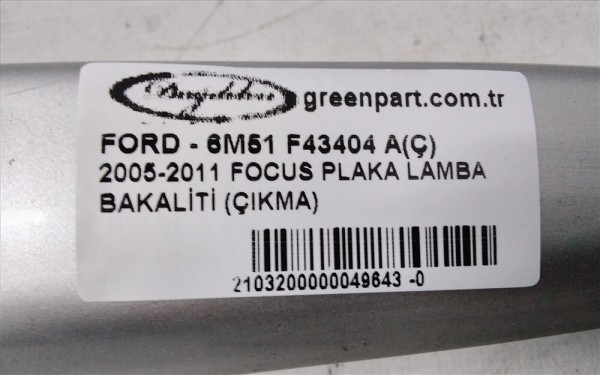 greenpart.com.tr
FORD - 6M51 F43404 A(Ç)
2005-2011 FOCUS PLAKA LAMBA
BAKALİTİ (ÇIKMA)
2103200000049643 -0